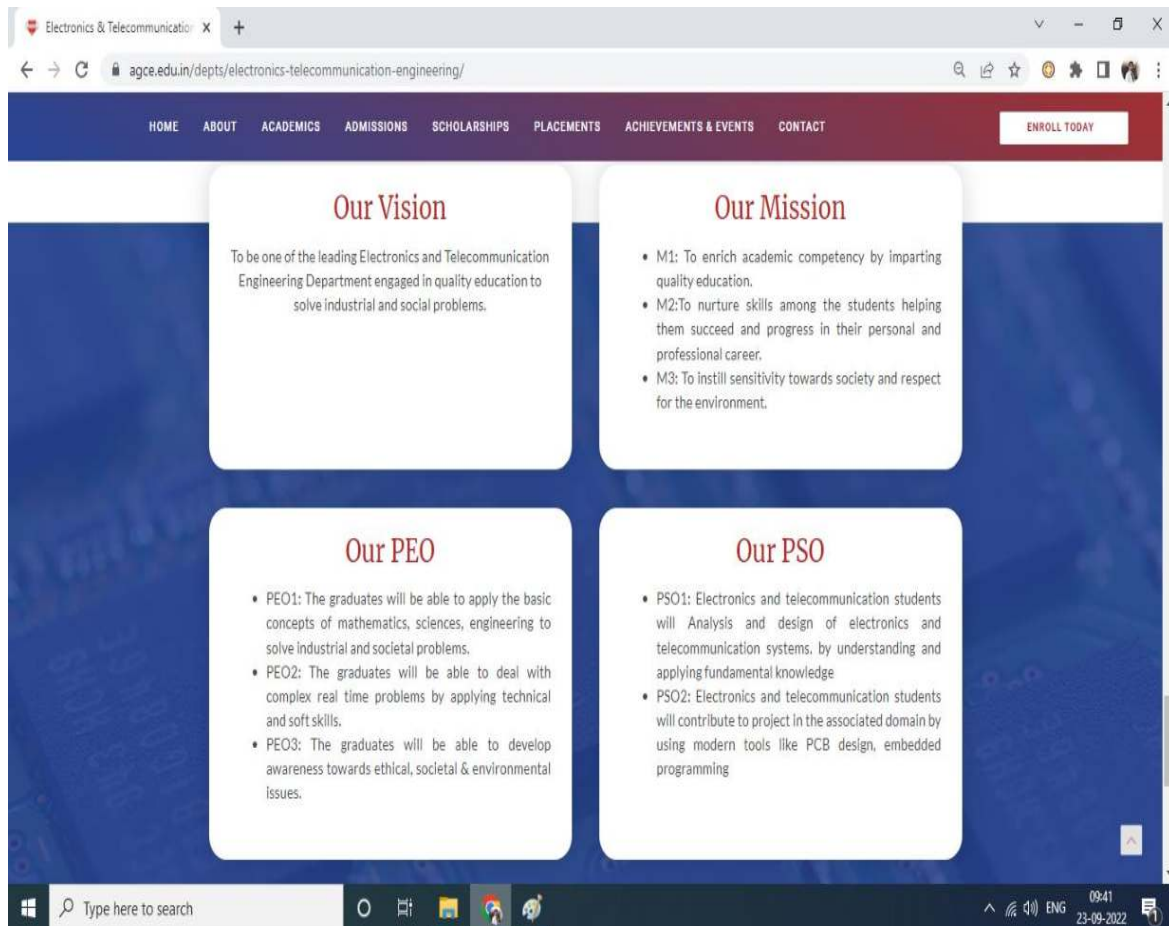 Electronics & Telecommunicatio
agce.edu.in/depts/electronics-telecommunication-engineering/
HOME ABOUT ACADEMICS ADMISSIONS SCHOLARSHIPS PLACEMENTS ACHIEVEMENTS & EVENTS CONTACT ENROLL TODAY
Our Vision
To be one of the leading Electronics and Telecommunication
Engineering Department engaged in quality education to
solve industrial and social problems.
Our Mission
• M1: To enrich academic competency by imparting
quality education.
• M2:To nurture skills among the students helping
them succeed and progress in their personal and
professional career.
• M3: To instill sensitivity towards society and respect
for the environment.
Our PEO
• PEO1: The graduates will be able to apply the basic
concepts of mathematics, sciences, engineering to
solve industrial and societal problems.
• PEO2: The graduates will be able to deal with
complex real time problems by applying technical
and soft skills.
• PEO3: The graduates will be able to develop
awareness towards ethical, societal & environmental
issues.
Our PSO
• PSO1: Electronics and telecommunication students
will Analysis and design of electronics and
telecommunication systems. by understanding and
applying fundamental knowledge
• PSO2: Electronics and telecommunication students
will contribute to project in the associated domain by
using modern tools like PCB design, embedded
programming
Type here to search
ENG
09:41
23-09-2022
1